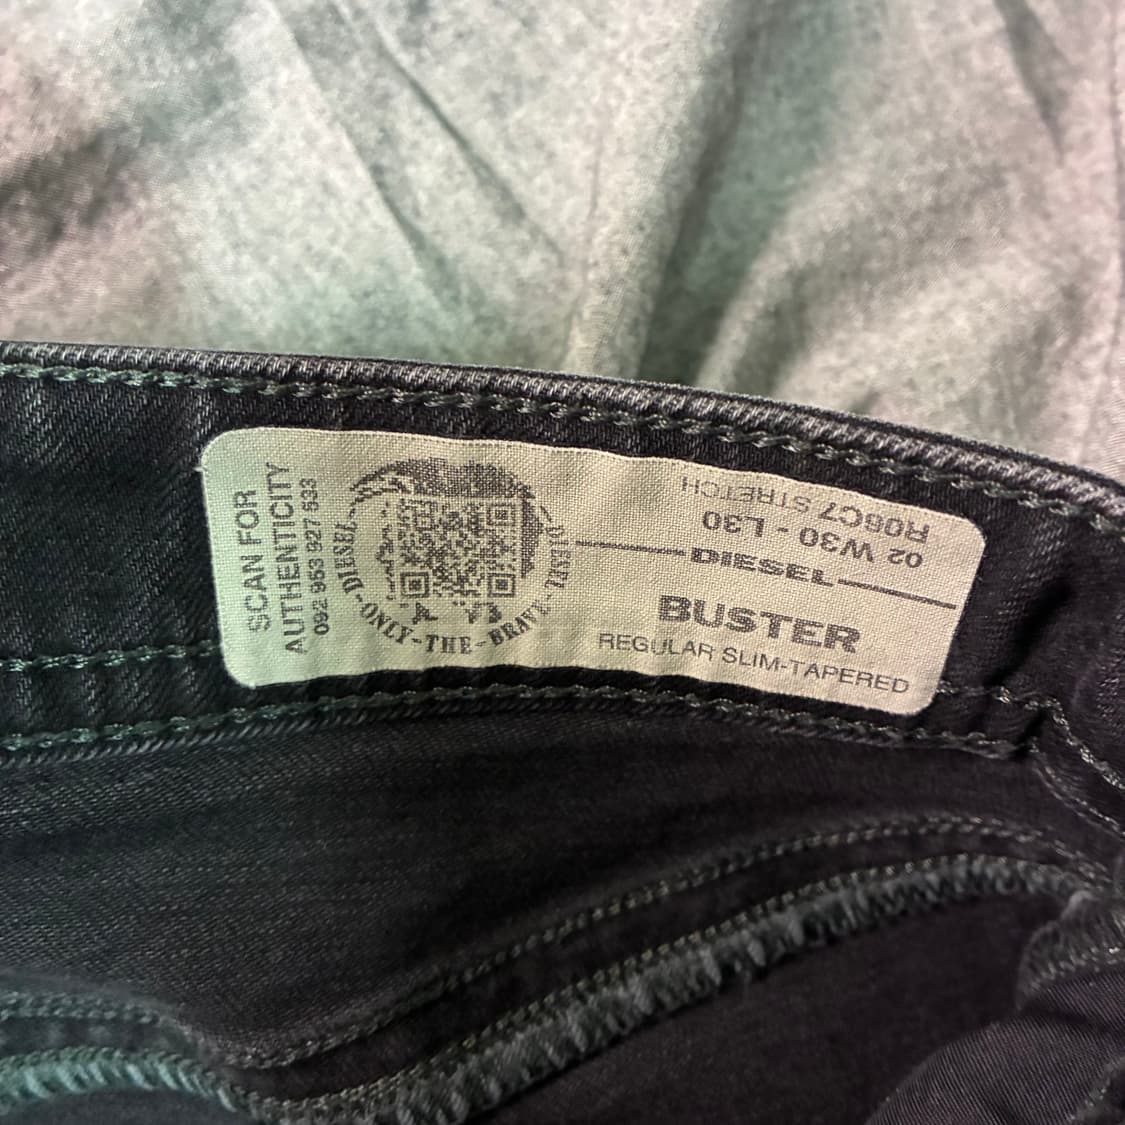 SCAN FOR
AUTHENTICITY
092 953 927 533
DIESEL-ONLY-THE-BRAVE-DIESEL
R08C7 STRETCH
02 W30 - L30
DIESEL
BUSTER
REGULAR SLIM-TAPERED